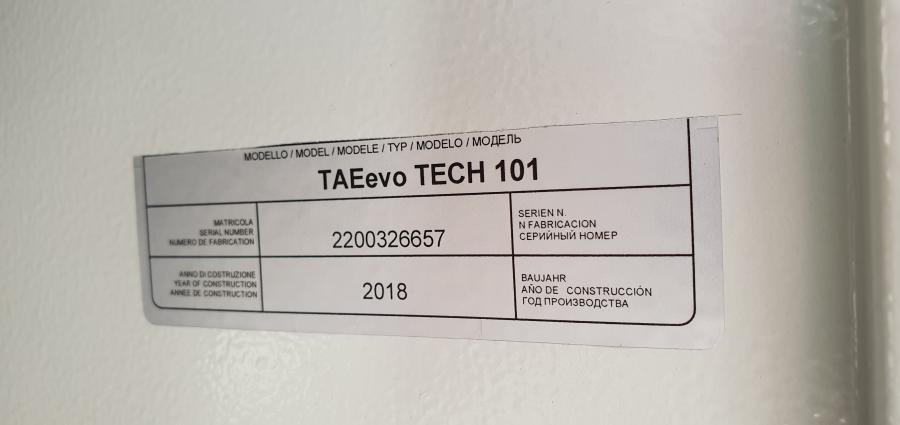 MODELLO / MODEL / MODELE / TYP / MODELO / МОДЕЛЬ
TAEevo TECH 101
MATRICOLA
SERIAL NUMBER
NUMERO DE FABRICATION
2200326657
SERIEN N.
N FABRICACION
СЕРИЙНЫЙ НОМЕР
ANNO DI COSTRUZIONE
YEAR OF CONSTRUCTION
ANNEE DE CONSTRUCTION
2018
BAUJAHR
AÑO DE CONSTRUCCIÓN
ГОД ПРОИЗВОДСТВА